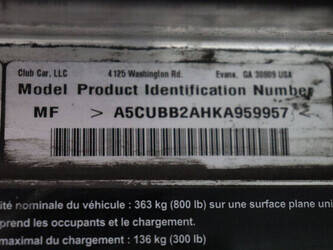 Club Car, LLC 4125 Washington Rd. Evans, GA 30809 USA
Model Product Identification Number
MF > A5CUBB2AHKA959957 <
ité nominale du véhicule : 363 kg (800 lb) sur une surface plane uni
prend les occupants et le chargement.
maximal du chargement : 136 kg (300 lb)